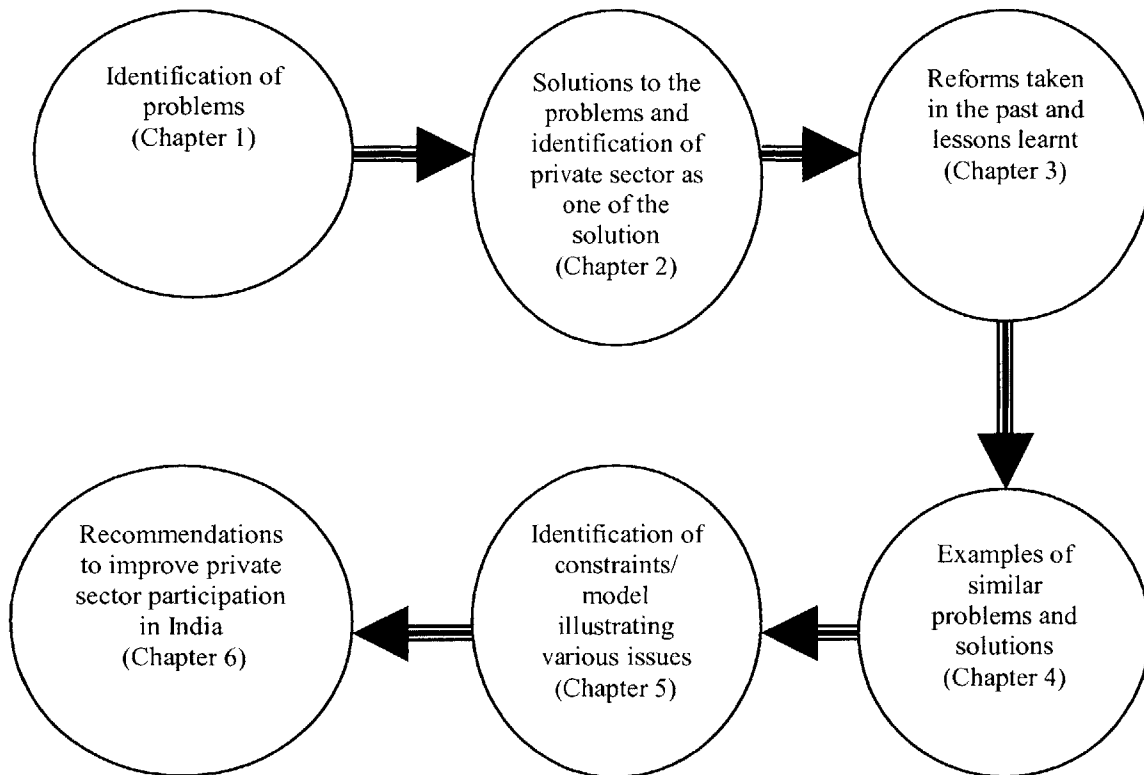 Identification of
problems
(Chapter 1)
Solutions to the
problems and
identification of
private sector as
one of the
solution
(Chapter 2)
Reforms taken
in the past and
lessons learnt
(Chapter 3)
Examples of
similar
problems and
solutions
(Chapter 4)
Identification of
constraints/
model
illustrating
various issues
(Chapter 5)
Recommendations
to improve private
sector participation
in India
(Chapter 6)